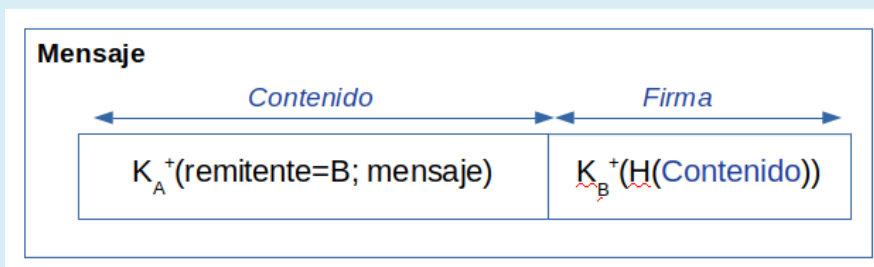 Mensaje
Contenido Firma
K_A^+(remitente=B; mensaje) K_B^+(H(Contenido))